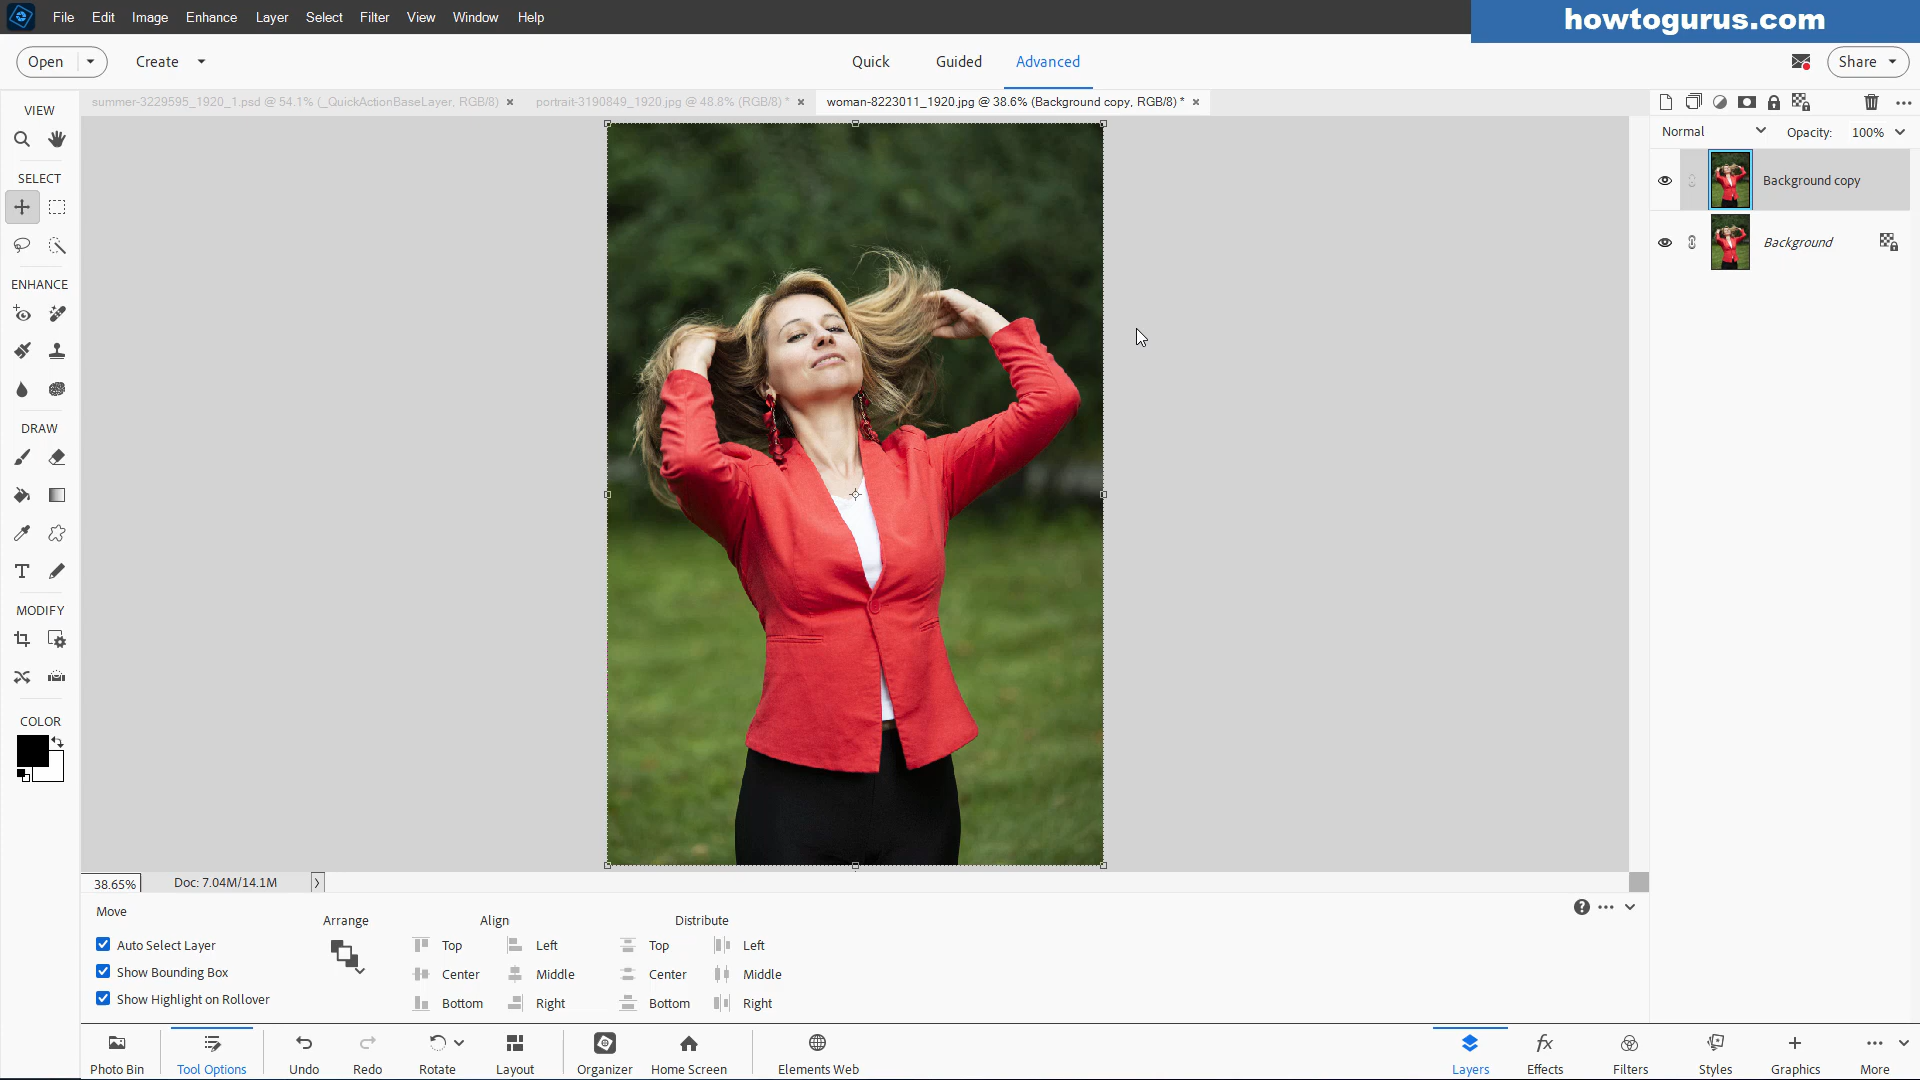 File Edit Image Enhance Layer Select Filter View Window Help
howtogurus.com
Open Create Quick Guided Advanced Share
summer-3229595_1920_1.psd @ 54.1% (_QuickActionBaseLayer, RGB/8) portrait-3190849_1920.jpg @ 48.8% (RGB/8) * woman-8223011_1920.jpg @ 38.6% (Background copy, RGB/8) *
VIEW
Normal Opacity: 100%
SELECT
Background copy
Background
ENHANCE
DRAW
MODIFY
COLOR
38.65% Doc: 7.04M/14.1M
Move
Arrange Align Distribute
Auto Select Layer Top Left Top Left
Show Bounding Box Center Middle Center Middle
Show Highlight on Rollover Bottom Right Bottom Right
Photo Bin Tool Options Undo Redo Rotate Layout Organizer Home Screen Elements Web Layers Effects Filters Styles Graphics More